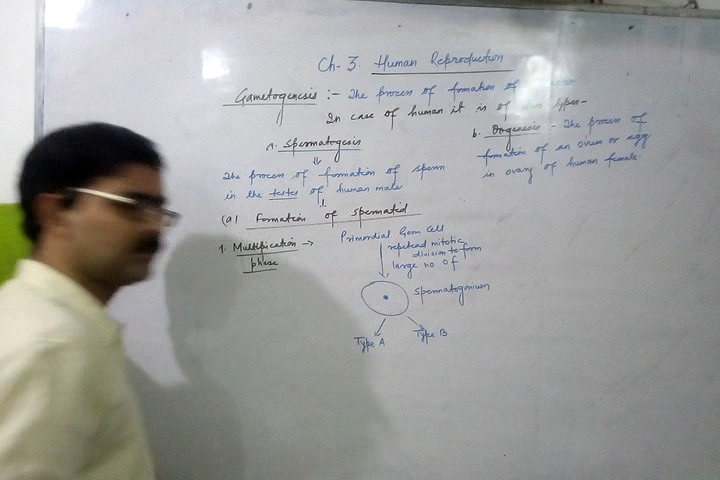 Ch-3. Human Reproduction
Gametogenesis :- The process of formation of
In case of human it is of two types-
a. Spermatogesis
The process of formation of sperm
in the testes of human male
b. Oogenesis - The process of
formation of an ovum or egg
in ovary of human female
(a) Formation of spermatid
1. Multiplication → Primordial Germ Cell
phase
repetead mitotic
division to form
large no of
Spermatogonium
Type A Type B